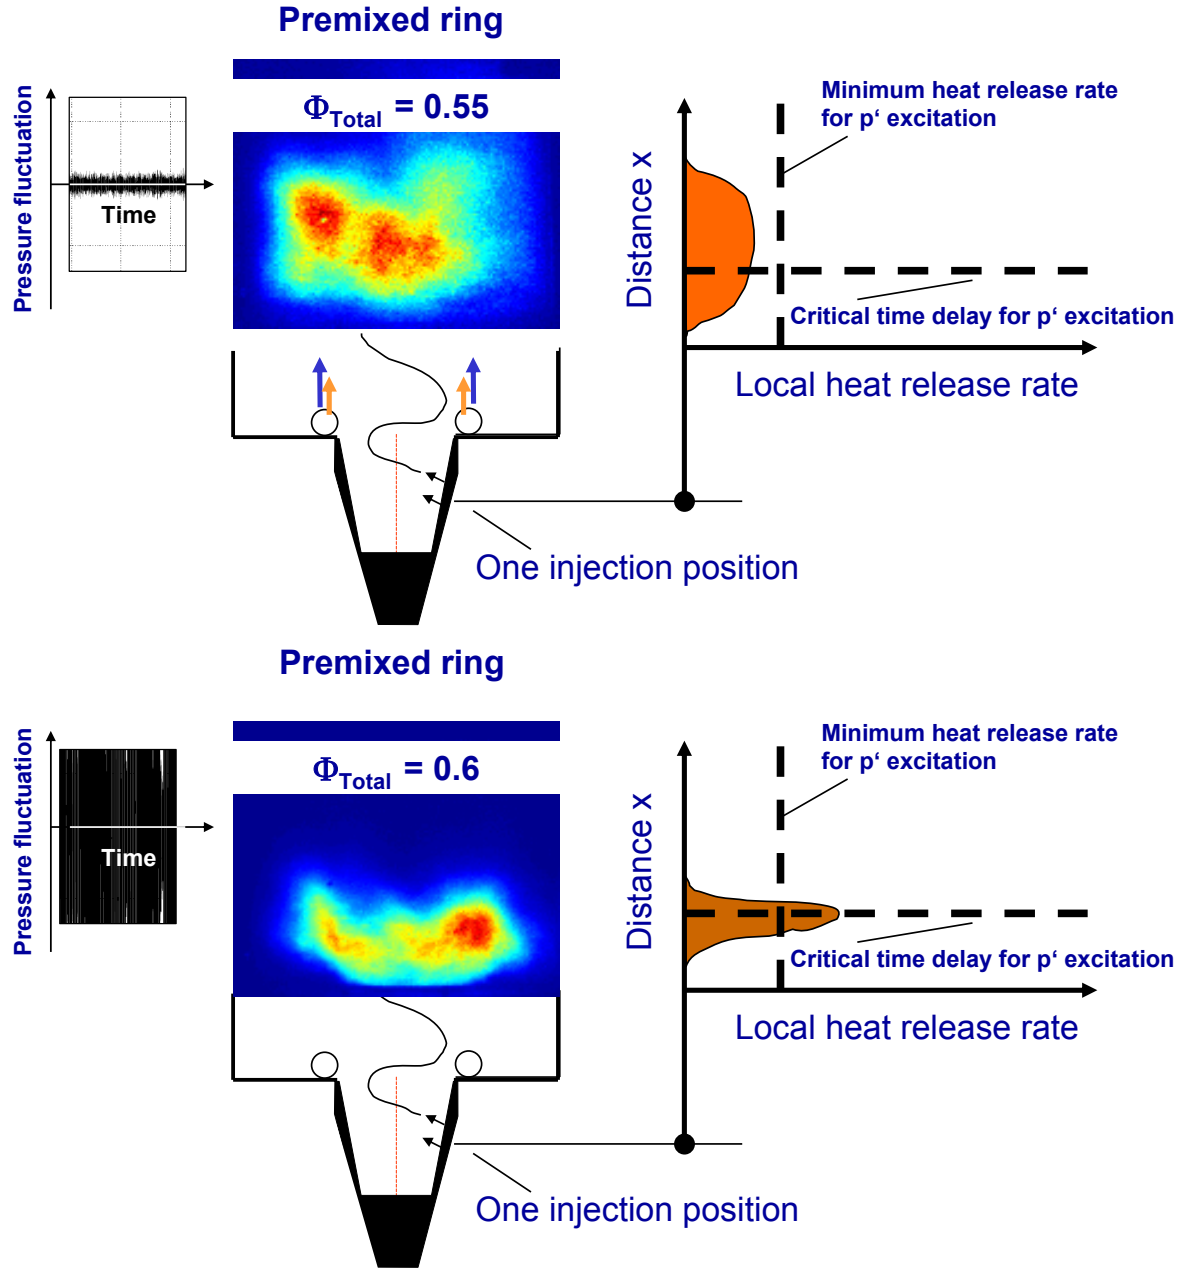 Premixed ring
ΦTotal = 0.55
Pressure fluctuation
Time
Distance x
Minimum heat release rate
for p‘ excitation
Critical time delay for p‘ excitation
Local heat release rate
One injection position
Premixed ring
ΦTotal = 0.6
Pressure fluctuation
Time
Distance x
Minimum heat release rate
for p‘ excitation
Critical time delay for p‘ excitation
Local heat release rate
One injection position